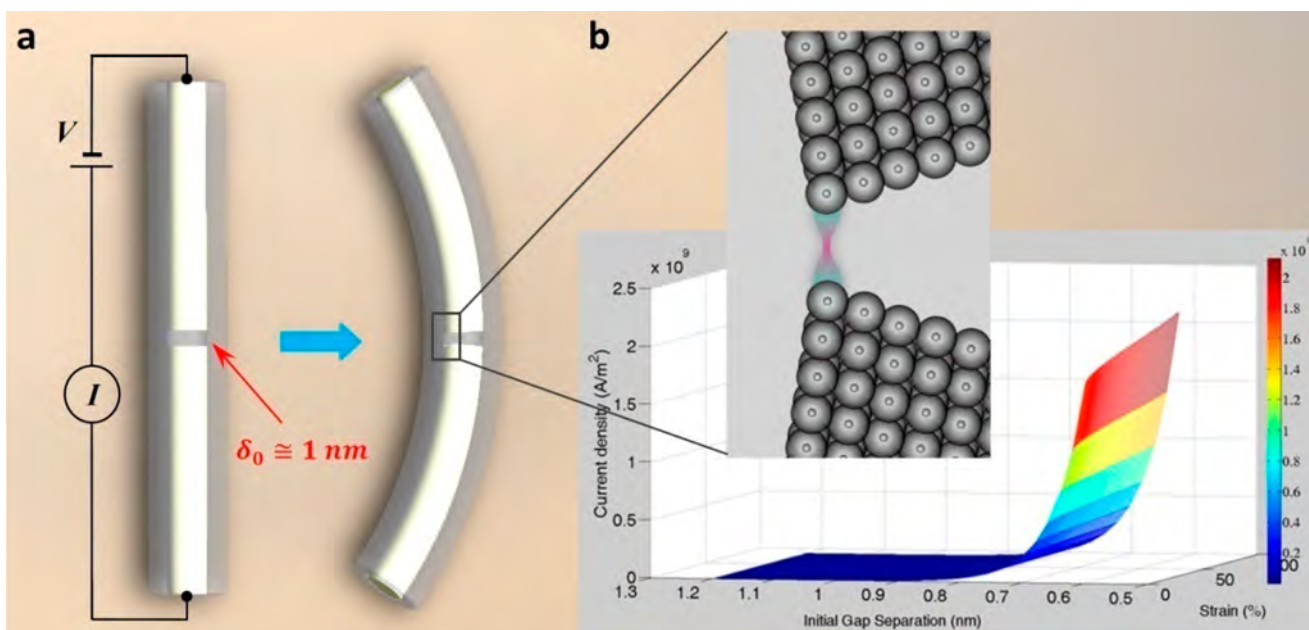 a
V
I
δ₀ ≅ 1 nm
b
x 10⁹
2.5
2
1.5
1
0.5
0
Current density (A/m²)
1.3
1.2
1.1
1
0.9
0.8
0.7
0.6
0.5
Initial Gap Separation (nm)
0
50
00
Strain (%)
x 10
2
1.8
1.6
1.4
1.2
1
0.8
0.6
0.4
0.2